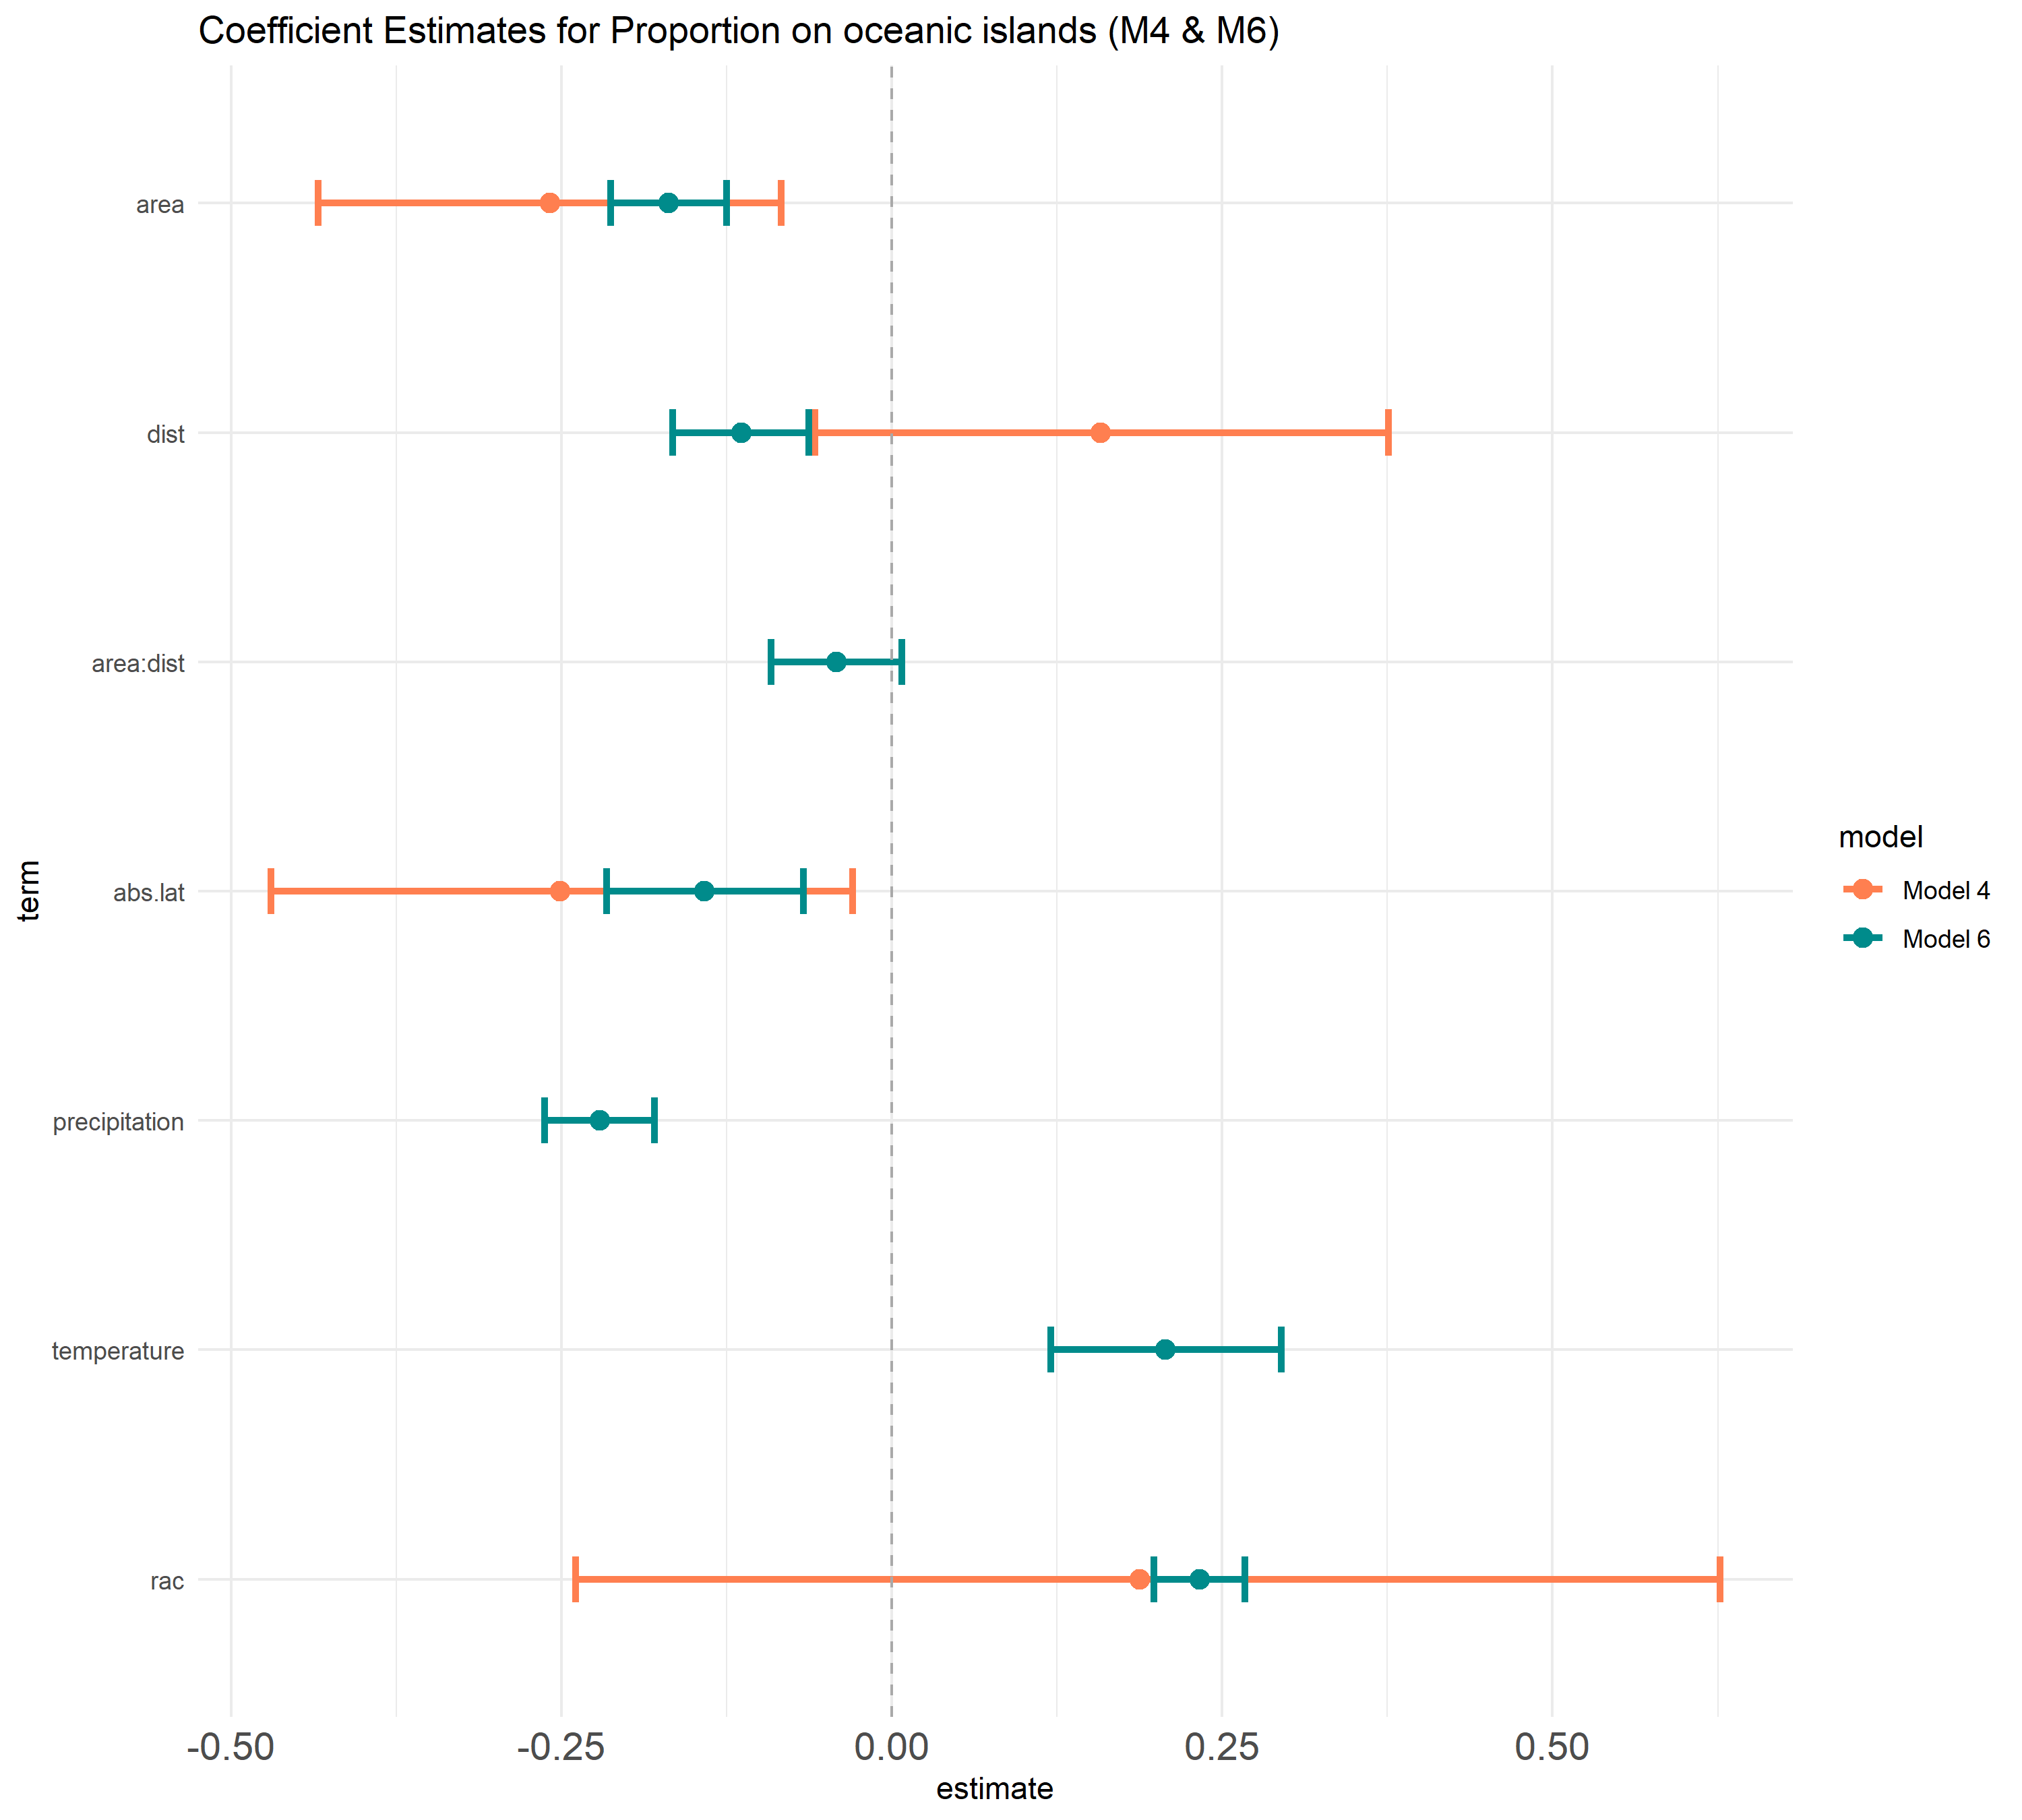 Coefficient Estimates for Proportion on oceanic islands (M4 & M6)
area
dist
area:dist
abs.lat
precipitation
temperature
rac
term
-0.50
-0.25
0.00
0.25
0.50
estimate
model
Model 4
Model 6